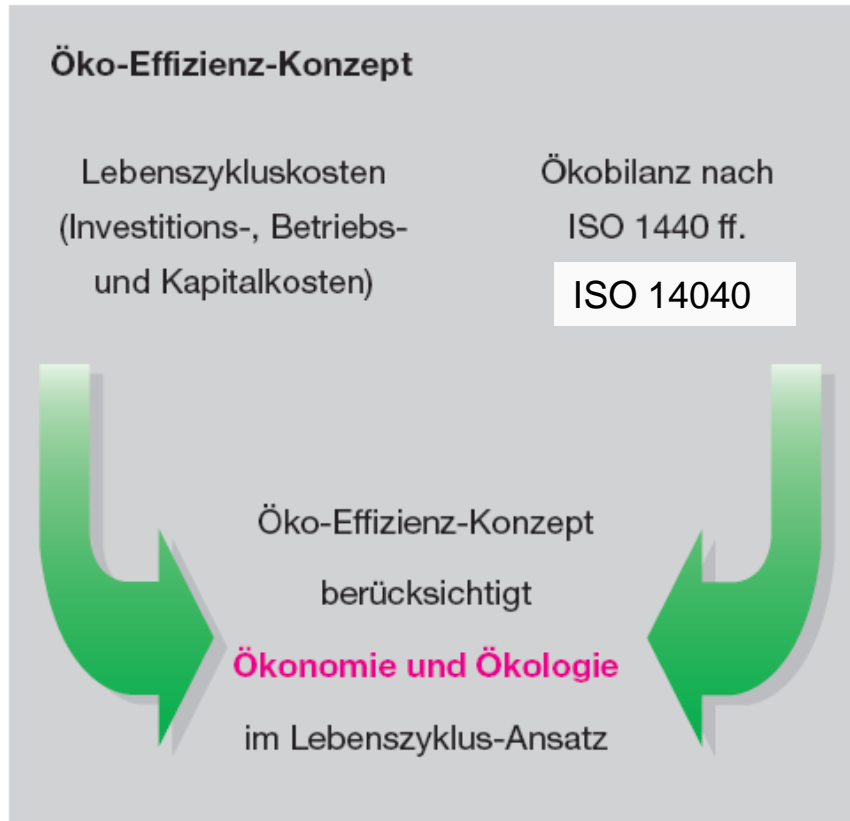 Öko-Effizienz-Konzept
Lebenszykluskosten
(Investitions-, Betriebs-
und Kapitalkosten)
Ökobilanz nach
ISO 1440 ff.
ISO 14040
Öko-Effizienz-Konzept
berücksichtigt
Ökonomie und Ökologie
im Lebenszyklus-Ansatz